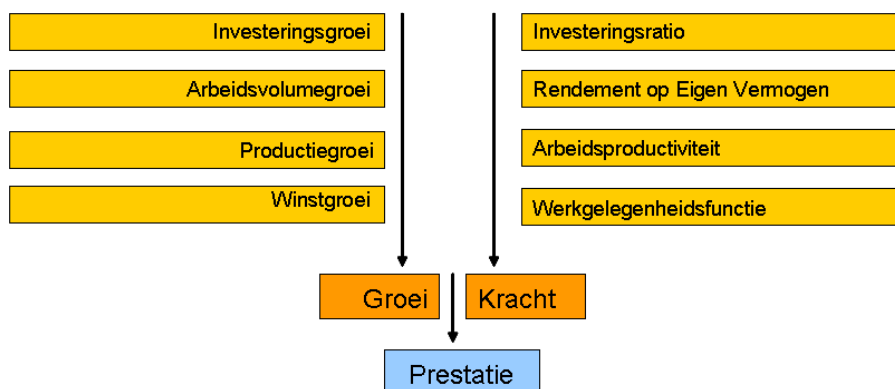 Investeringsgroei
Investeringsratio
Arbeidsvolumegroei
Rendement op Eigen Vermogen
Productiegroei
Arbeidsproductiviteit
Winstgroei
Werkgelegenheidsfunctie
Groei
Kracht
Prestatie